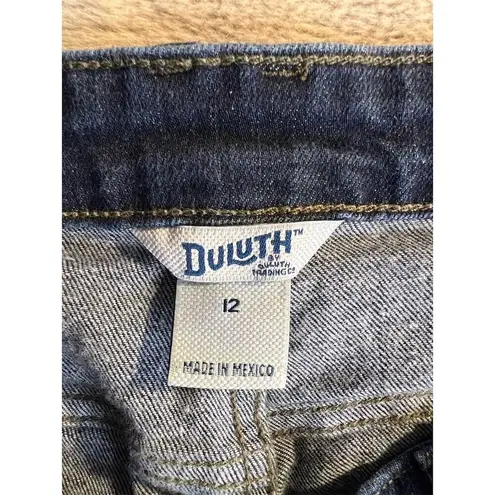 DULUTH™
BY
DULUTH
TRADING CO
12
MADE IN MEXICO